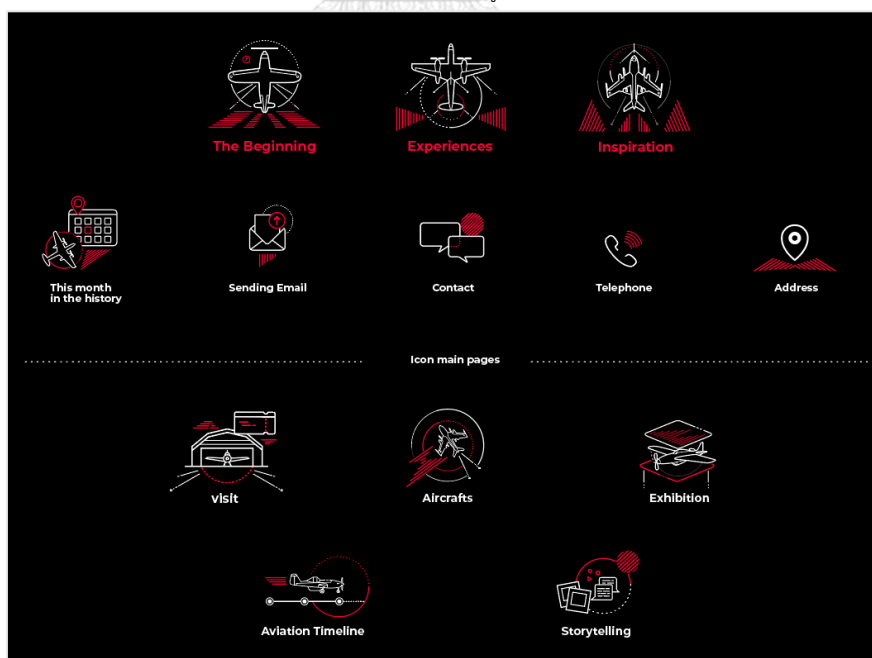 The Beginning
Experiences
Inspiration
This month
in the history
Sending Email
Contact
Telephone
Address
Icon main pages
visit
Aircrafts
Exhibition
Aviation Timeline
Storytelling